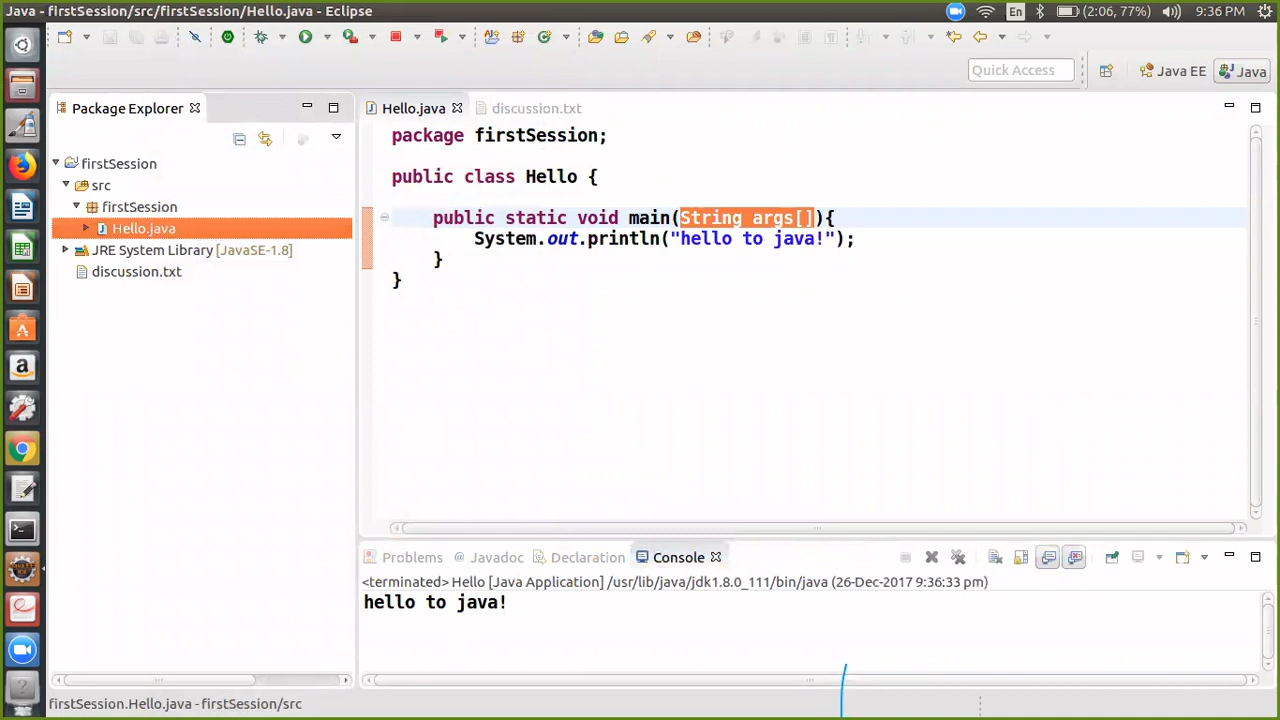 Java - firstSession/src/firstSession/Hello.java - Eclipse
En
(2:06, 77%)
9:36 PM
Quick Access
Java EE
Java
Package Explorer
Hello.java
discussion.txt
firstSession
src
firstSession
Hello.java
JRE System Library [JavaSE-1.8]
discussion.txt
package firstSession;
public class Hello {
public static void main(String args[]){
System.out.println("hello to java!");
}
}
Problems
@ Javadoc
Declaration
Console
<terminated> Hello [Java Application] /usr/lib/java/jdk1.8.0_111/bin/java (26-Dec-2017 9:36:33 pm)
hello to java!
firstSession.Hello.java - firstSession/src